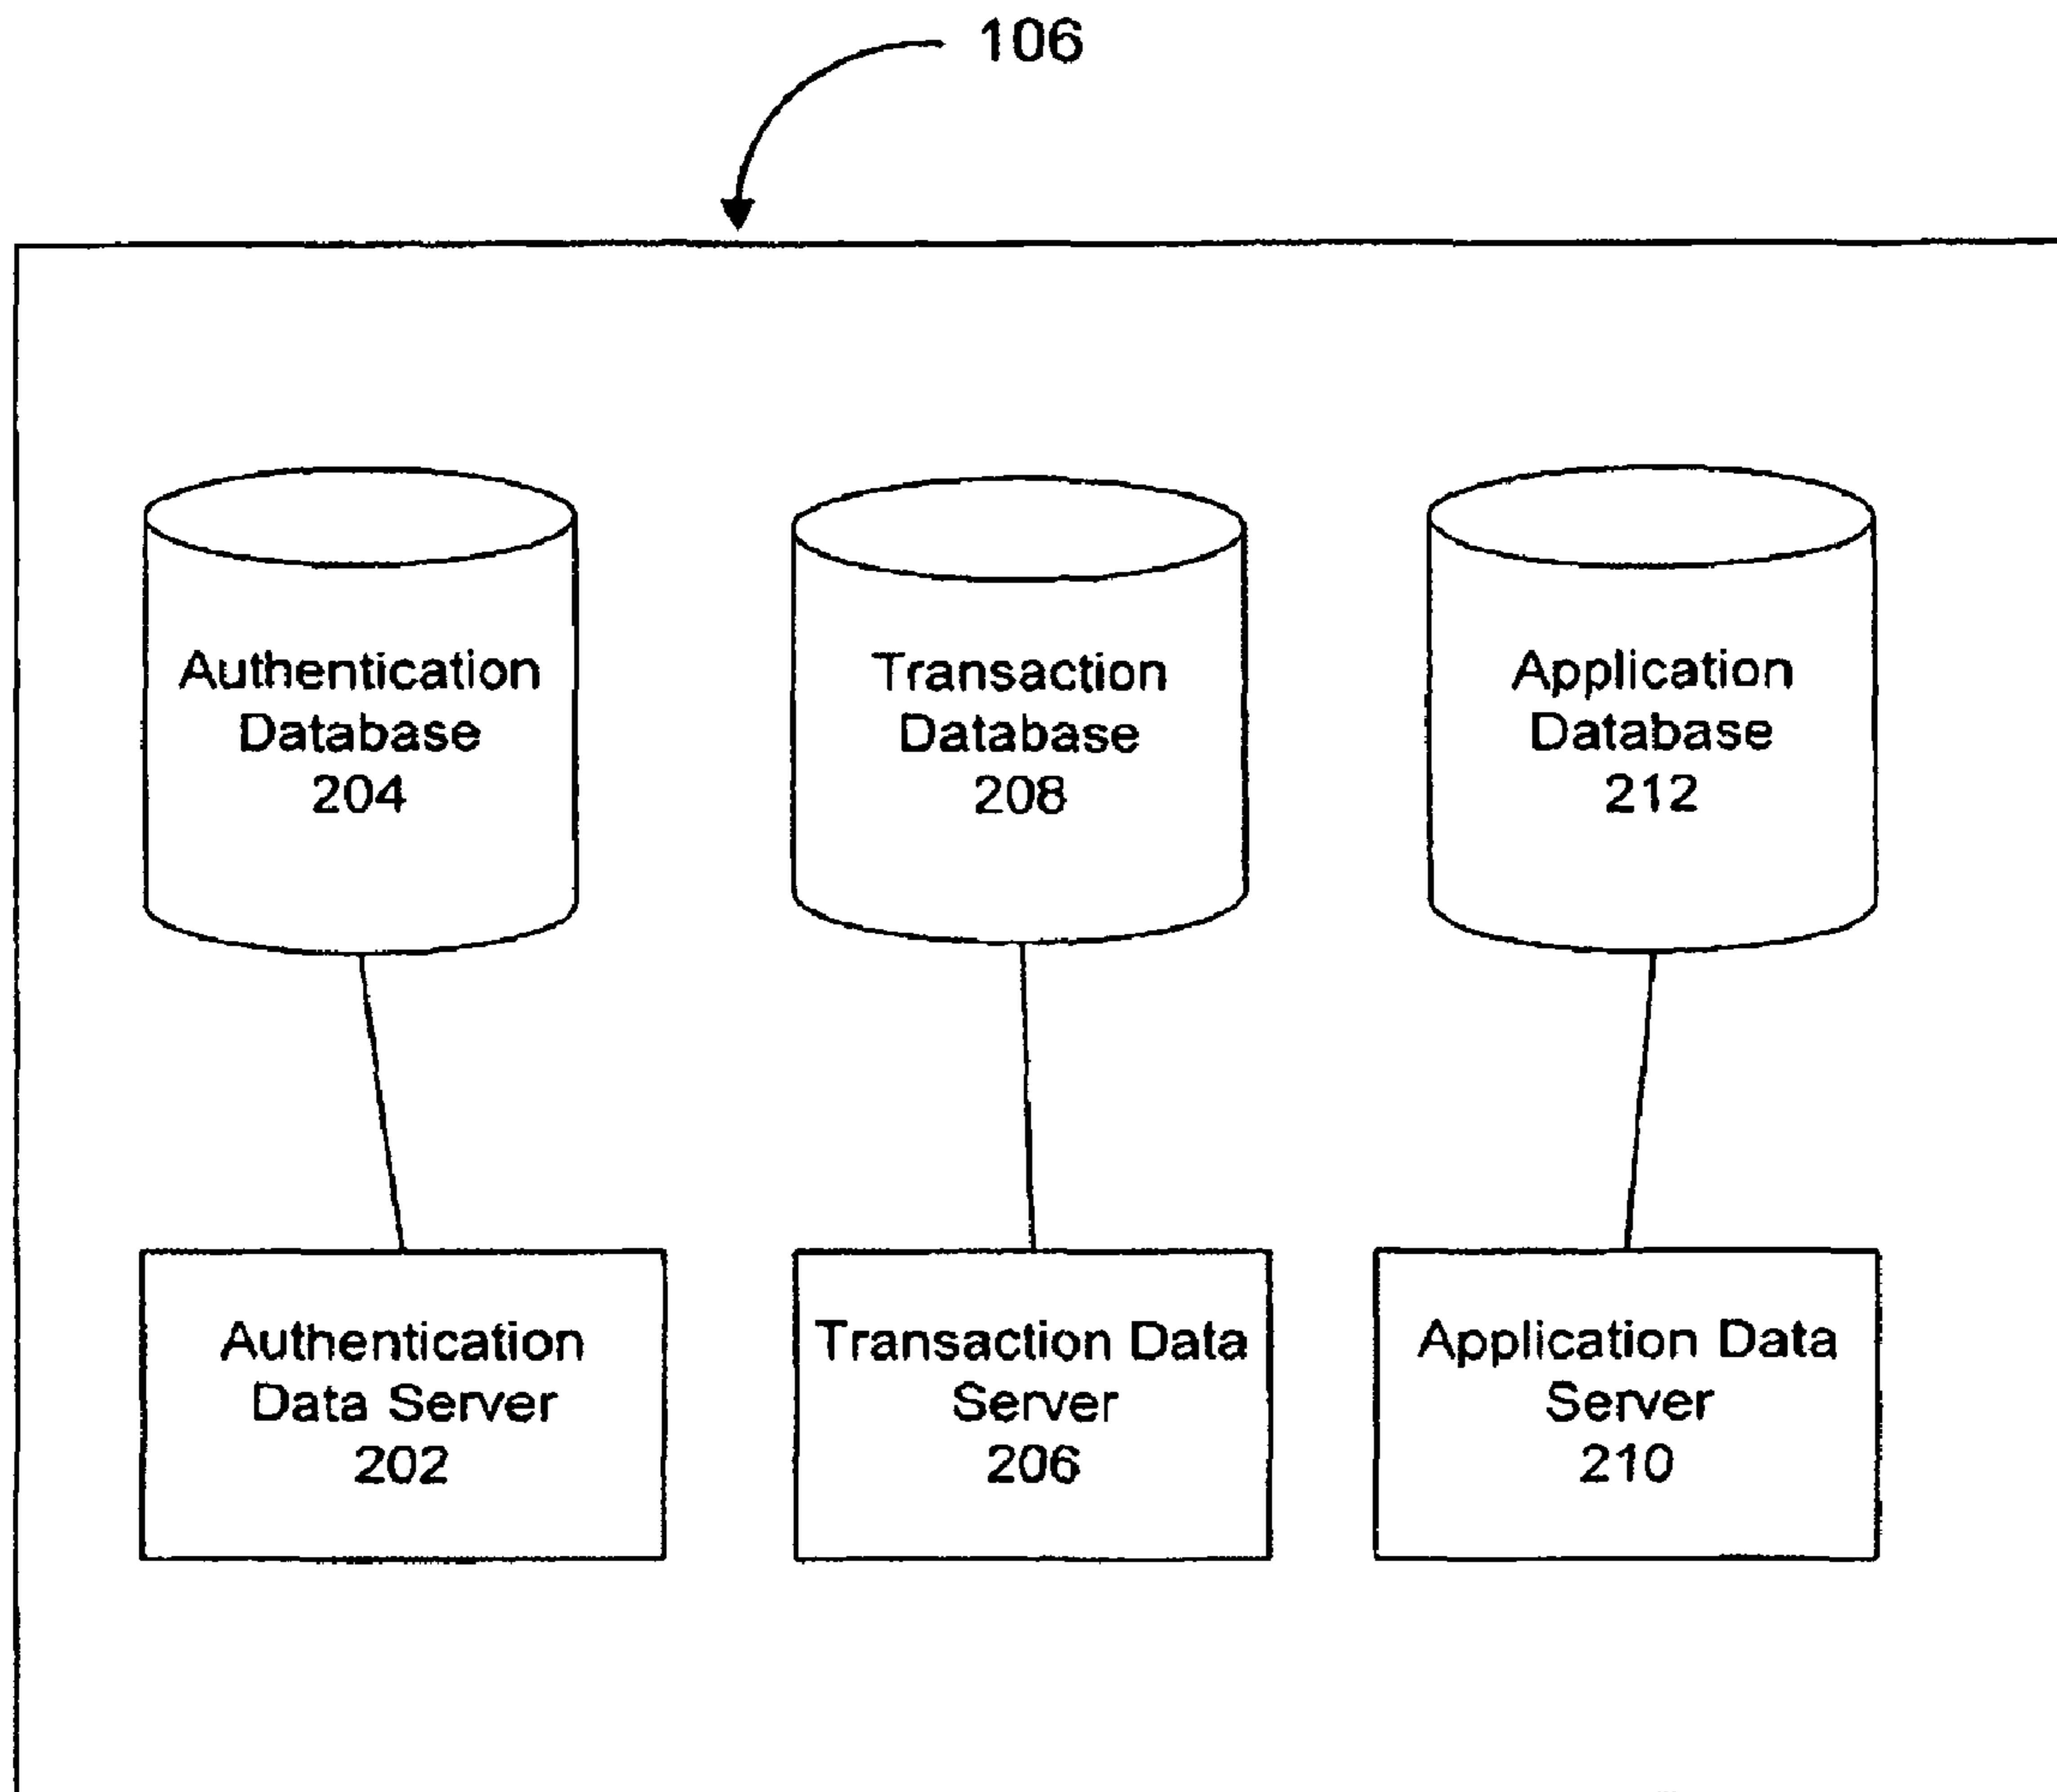 106
Authentication
Database
204
Transaction
Database
208
Application
Database
212
Authentication
Data Server
202
Transaction Data
Server
206
Application Data
Server
210